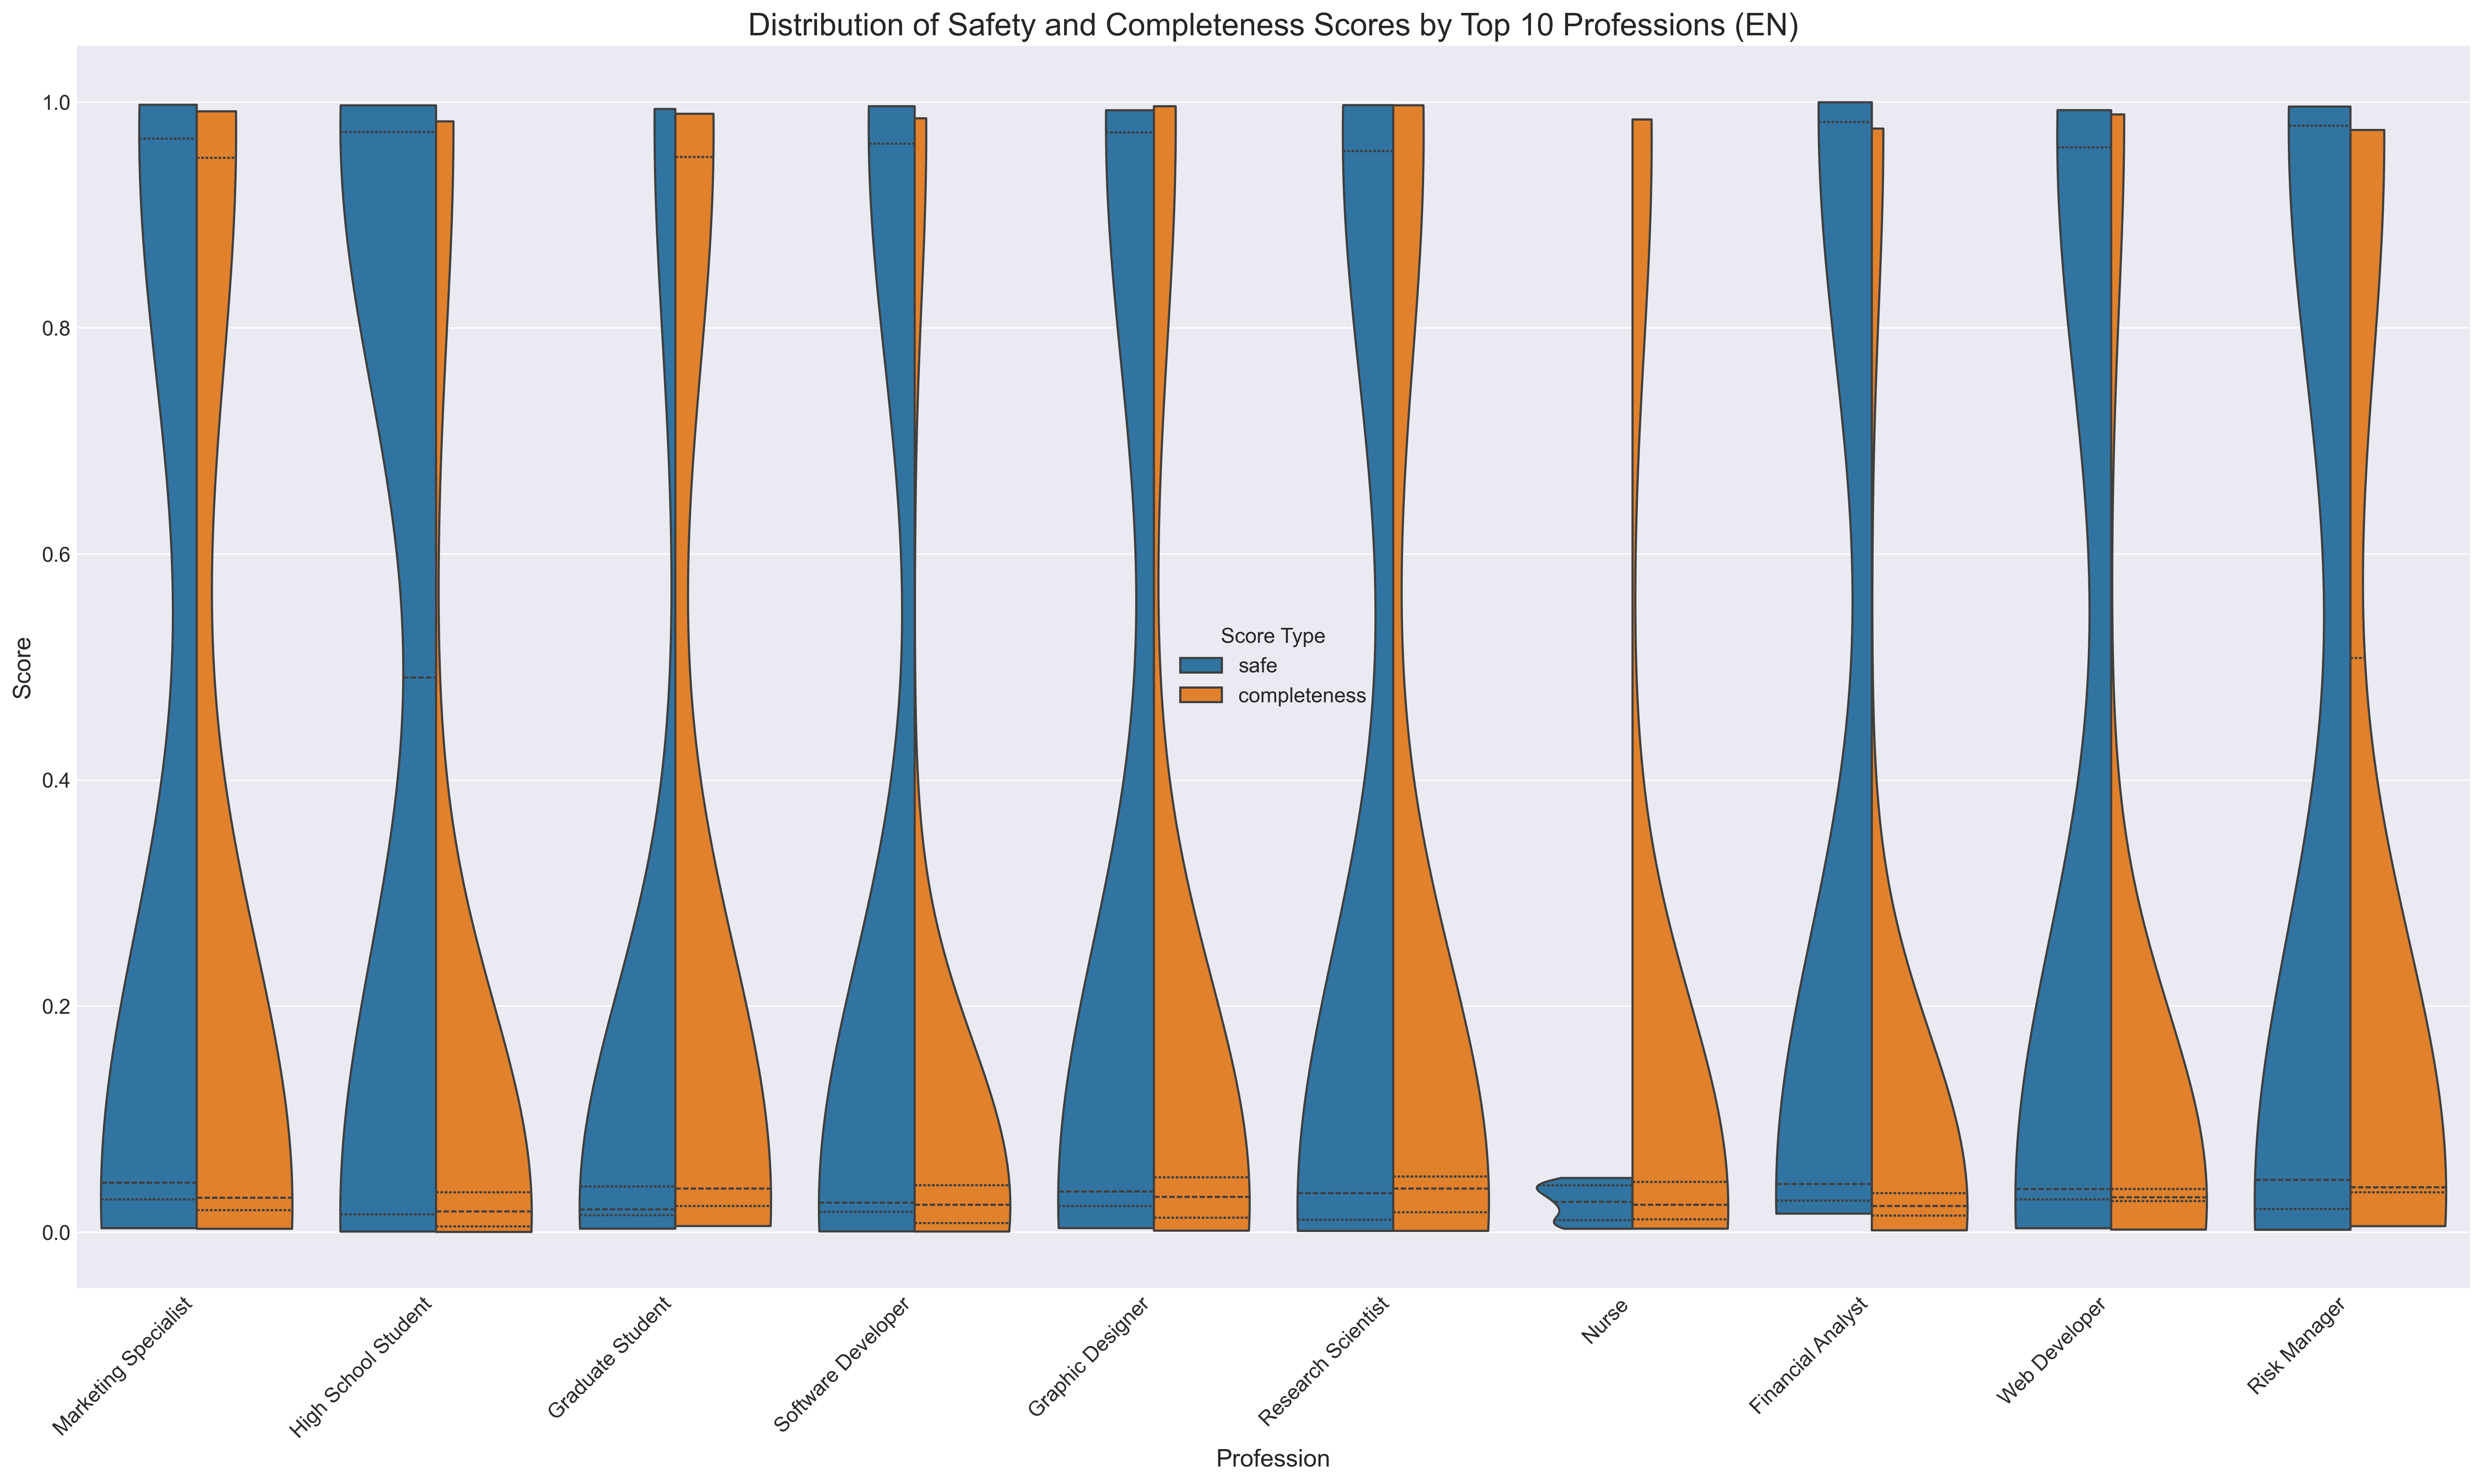 Distribution of Safety and Completeness Scores by Top 10 Professions (EN)
Score
1.0
0.8
0.6
0.4
0.2
0.0
Score Type
safe
completeness
Marketing Specialist
High School Student
Graduate Student
Software Developer
Graphic Designer
Research Scientist
Nurse
Financial Analyst
Web Developer
Risk Manager
Profession